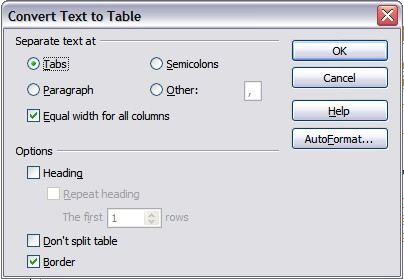 Convert Text to Table
Separate text at
Tabs
Semicolons
Paragraph
Other: ,
Equal width for all columns
Options
Heading
Repeat heading
The first 1 rows
Don't split table
Border
OK
Cancel
Help
AutoFormat...